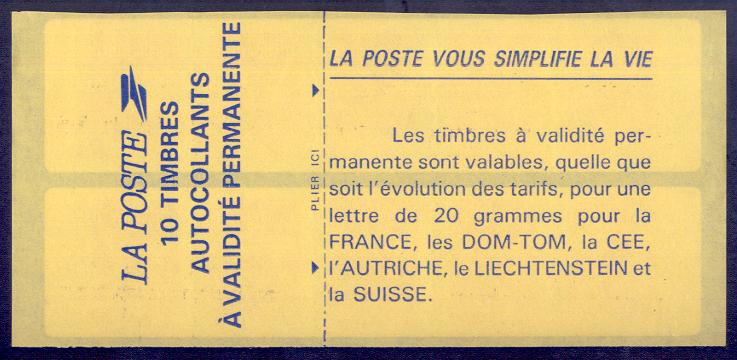 LA POSTE
10 TIMBRES
AUTOCOLLANTS
À VALIDITÉ PERMANENTE
PLIER ICI
LA POSTE VOUS SIMPLIFIE LA VIE
Les timbres à validité per-
manente sont valables, quelle que
soit l'évolution des tarifs, pour une
lettre de 20 grammes pour la
FRANCE, les DOM-TOM, la CEE,
l'AUTRICHE, le LIECHTENSTEIN et
la SUISSE.